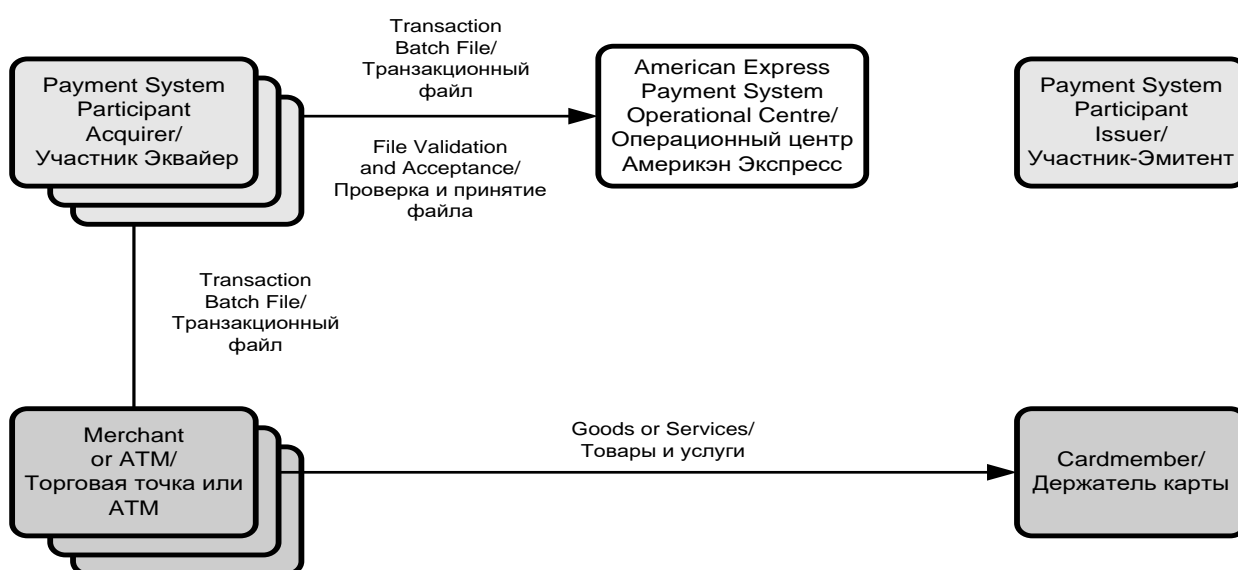 Transaction
Batch File/
Транзакционный
файл
Payment System
Participant
Acquirer/
Участник Эквайер
American Express
Payment System
Operational Centre/
Операционный центр
Америкэн Экспресс
Payment System
Participant
Issuer/
Участник-Эмитент
File Validation
and Acceptance/
Проверка и принятие
файла
Transaction
Batch File/
Транзакционный
файл
Merchant
or ATM/
Торговая точка или
ATM
Goods or Services/
Товары и услуги
Cardmember/
Держатель карты